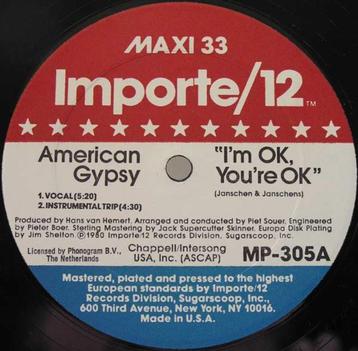 MAXI 33
Importe/12 ™
American Gypsy
"I'm OK, You're OK"
(Janschen & Janschens)
1. VOCAL (5:20)
2. INSTRUMENTAL TRIP (4:30)
Produced by Hans van Hemert, Arranged and conducted by Piet Souer, Engineered
by Pieter Boer, Sterling Mastering by Jack Supercutter Skinner, Europa Disk Plating
by Jim Shelton Ⓟ 1980 Importe/12 Records Division, Sugarscoop, Inc.
Licensed by Phonogram B.V.,
The Netherlands
Chappell/Intersong
USA, Inc. (ASCAP)
MP-305A
Mastered, plated and pressed to the highest
European standards by Importe/12
Records Division, Sugarscoop, Inc.,
600 Third Avenue, New York, NY 10016.
Made in U.S.A.